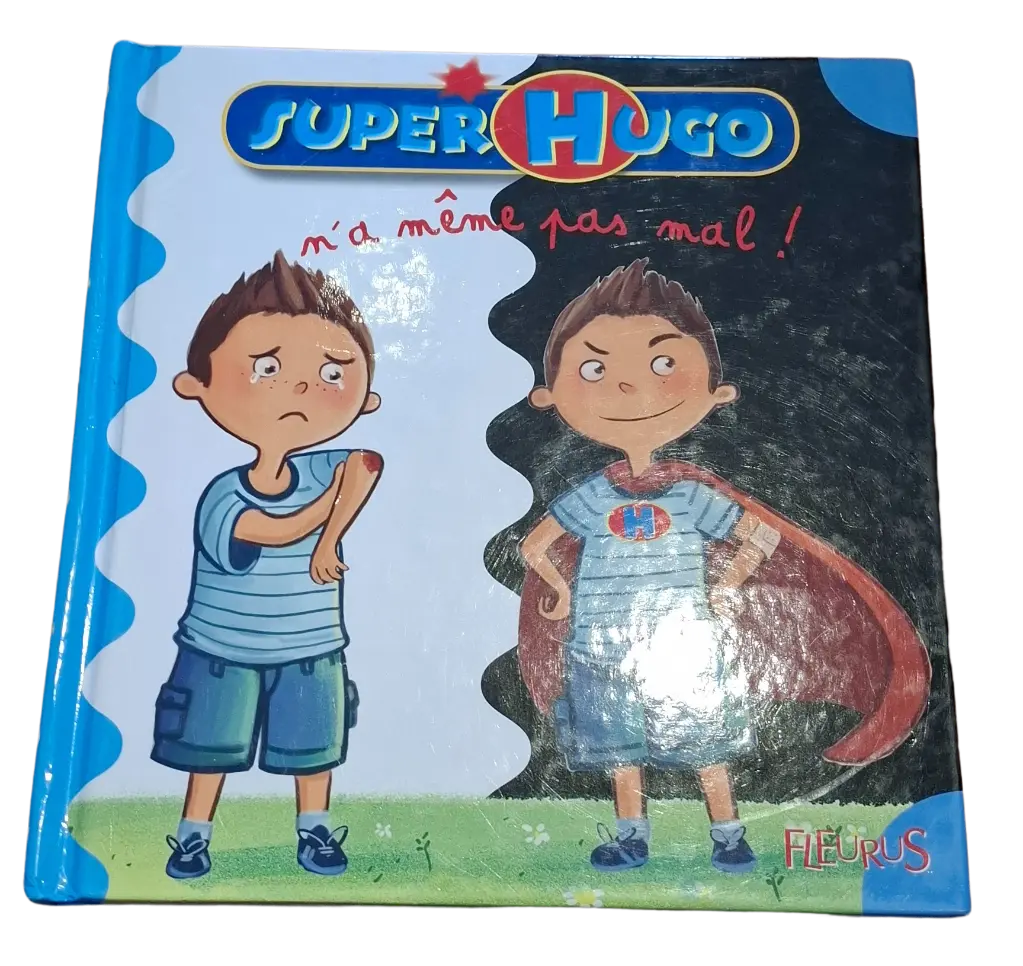 SUPER HUGO
n'a même pas mal !
H
FLEURUS